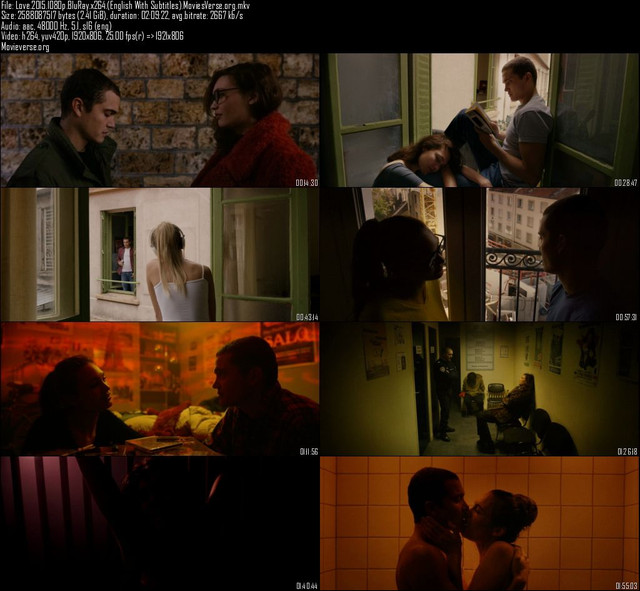 File: Love.2015.1080p.BluRay.x264.(English With Subtitles).MoviesVerse.org.mkv
Size: 2588087517 bytes (2.41 GiB), duration: 02:09:22, avg.bitrate: 2667 kb/s
Audio: aac, 48000 Hz, 5.1, s16 (eng)
Video: h264, yuv420p, 1920x806, 25.00 fps(r) => 1921x806
Movieverse.org
00:14:30
00:28:47
00:43:14
00:57:31
SALO
01:11:56
01:26:18
01:40:44
01:55:03